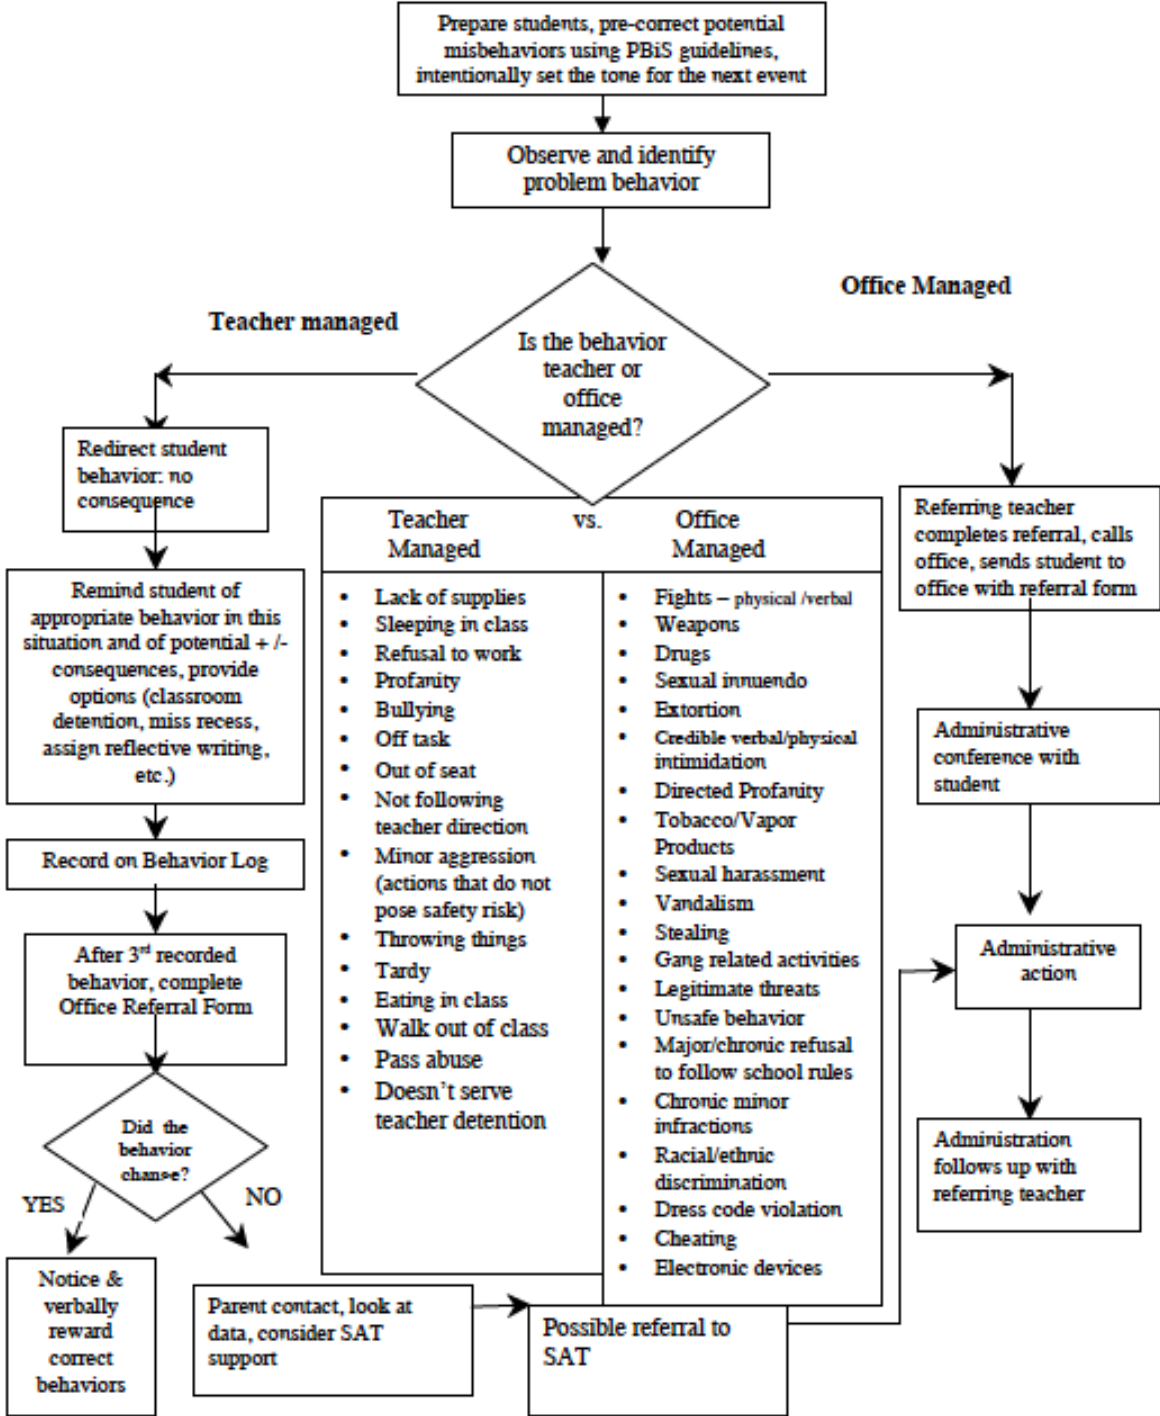 Prepare students, pre-correct potential
misbehaviors using PBiS guidelines,
intentionally set the tone for the next event
Observe and identify
problem behavior
Office Managed
Teacher managed
Is the behavior
teacher or
office
managed?
Redirect student
behavior: no
consequence
Remind student of
appropriate behavior in this
situation and of potential + /-
consequences, provide
options (classroom
detention, miss recess,
assign reflective writing,
etc.)
Record on Behavior Log
After 3rd recorded
behavior, complete
Office Referral Form
Did the
behavior
change?
YES
NO
Notice &
verbally
reward
correct
behaviors
Parent contact, look at
data, consider SAT
support
Possible referral to
SAT
Teacher vs. Office
Managed Managed
• Lack of supplies
• Sleeping in class
• Refusal to work
• Profanity
• Bullying
• Off task
• Out of seat
• Not following
teacher direction
• Minor aggression
(actions that do not
pose safety risk)
• Throwing things
• Tardy
• Eating in class
• Walk out of class
• Pass abuse
• Doesn't serve
teacher detention
• Fights – physical /verbal
• Weapons
• Drugs
• Sexual innuendo
• Extortion
• Credible verbal/physical
intimidation
• Directed Profanity
• Tobacco/Vapor
Products
• Sexual harassment
• Vandalism
• Stealing
• Gang related activities
• Legitimate threats
• Unsafe behavior
• Major/chronic refusal
to follow school rules
• Chronic minor
infractions
• Racial/ethnic
discrimination
• Dress code violation
• Cheating
• Electronic devices
Referring teacher
completes referral, calls
office, sends student to
office with referral form
Administrative
conference with
student
Administrative
action
Administration
follows up with
referring teacher